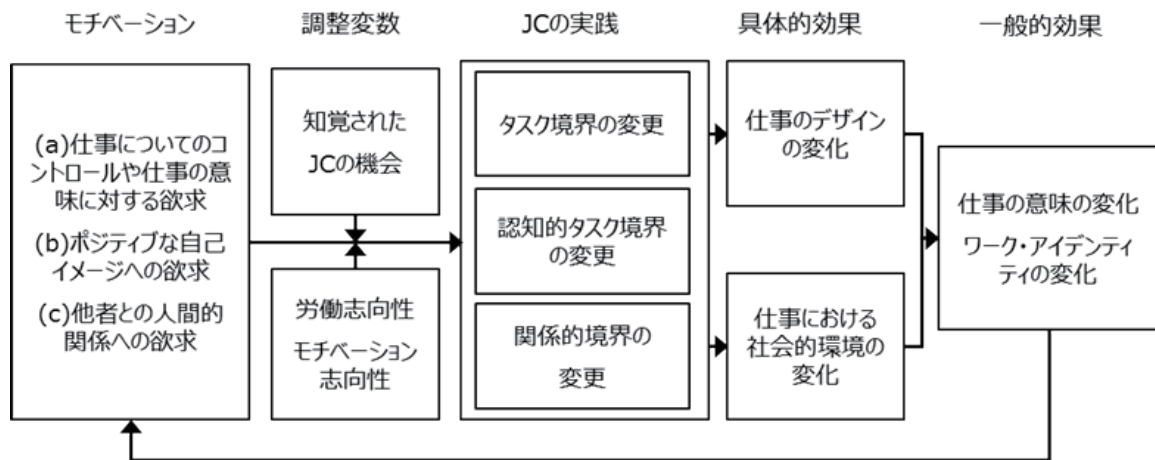 モチベーション
調整変数
JCの実践
具体的効果
一般的効果
(a)仕事についてのコ
ントロールや仕事の意
味に対する欲求
(b)ポジティブな自己
イメージへの欲求
(c)他者との人間的
関係への欲求
知覚された
JCの機会
労働志向性
モチベーション
志向性
タスク境界の変更
認知的タスク境界
の変更
関係的境界の
変更
仕事のデザイン
の変化
仕事における
社会的環境の
変化
仕事の意味の変化
ワーク・アイデンティ
ティの変化